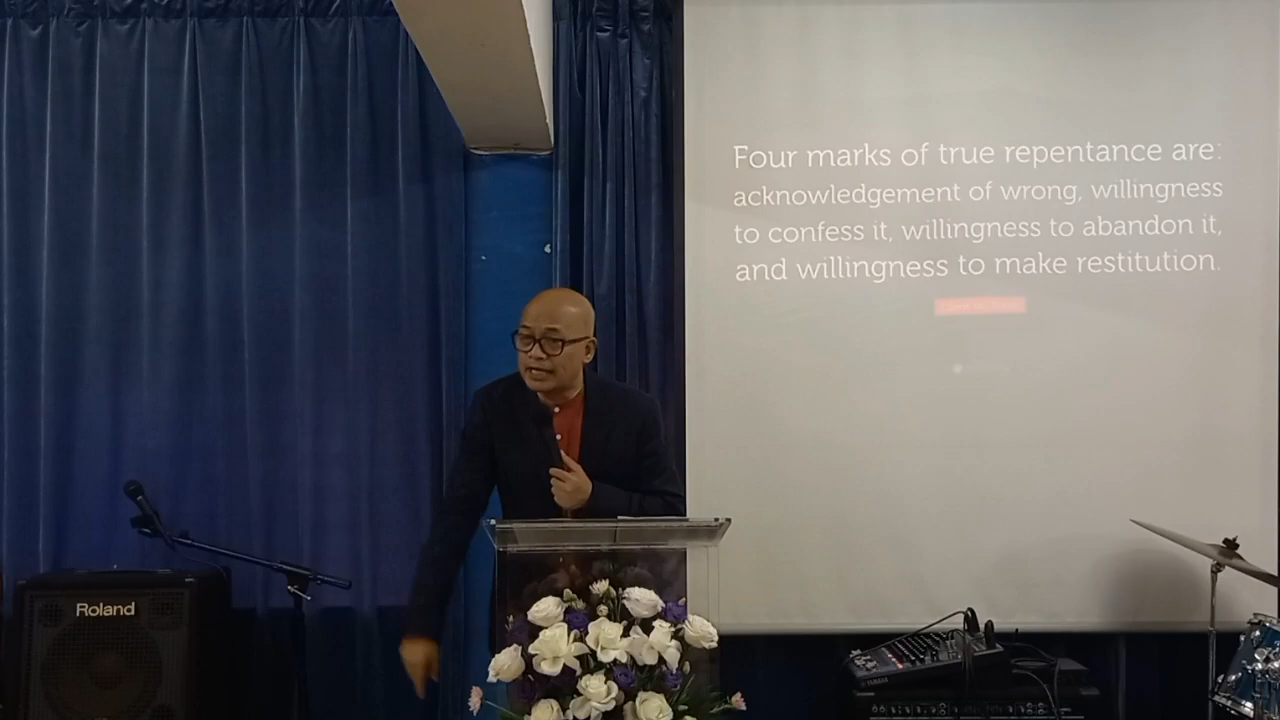 Four marks of true repentance are:
acknowledgement of wrong, willingness
to confess it, willingness to abandon it,
and willingness to make restitution.
Roland
YAMAHA